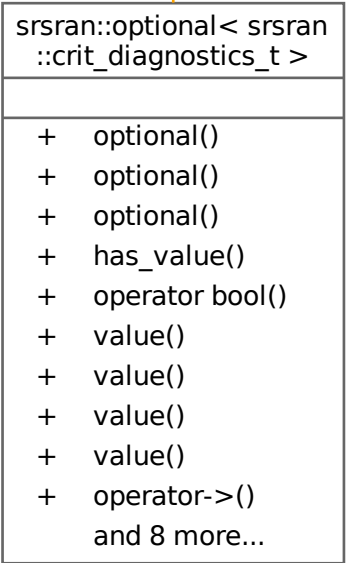 srsran::optional< srsran
::crit_diagnostics_t >
+ optional()
+ optional()
+ optional()
+ has_value()
+ operator bool()
+ value()
+ value()
+ value()
+ value()
+ operator->()
and 8 more...